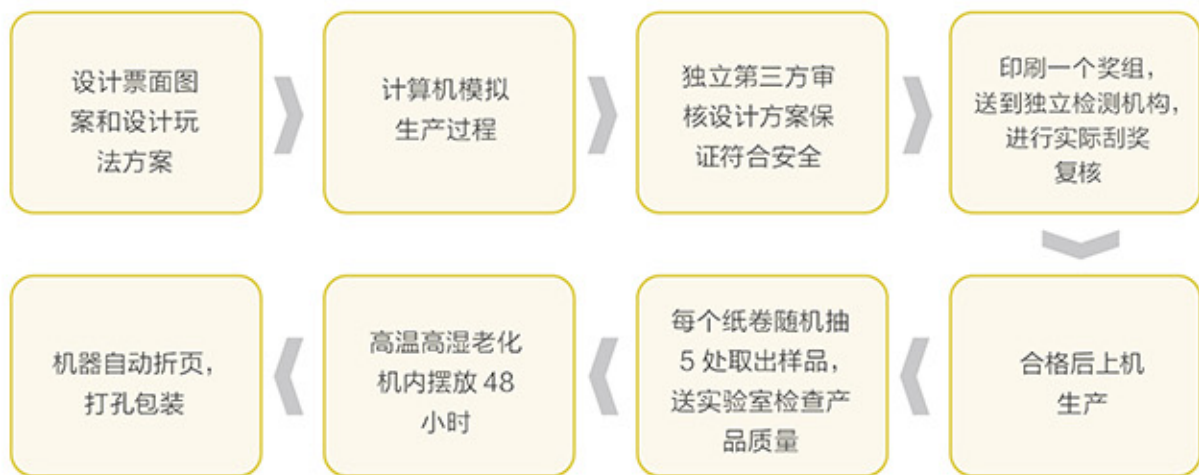 设计票面图
案和设计玩
法方案
计算机模拟
生产过程
独立第三方审
核设计方案保
证符合安全
印刷一个奖组，
送到独立检测机构，
进行实际刮奖
复核
合格后上机
生产
每个纸卷随机抽
5 处取出样品，
送实验室检查产
品质量
高温高湿老化
机内摆放 48
小时
机器自动折页，
打孔包装